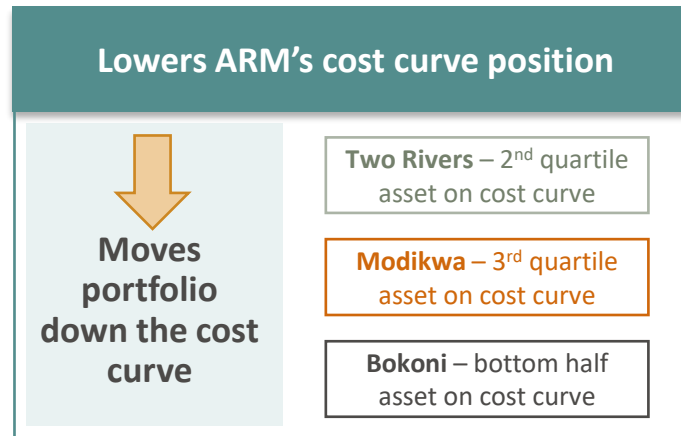 Lowers ARM’s cost curve position
Moves
portfolio
down the cost
curve
Two Rivers – 2nd quartile
asset on cost curve
Modikwa – 3rd quartile
asset on cost curve
Bokoni – bottom half
asset on cost curve